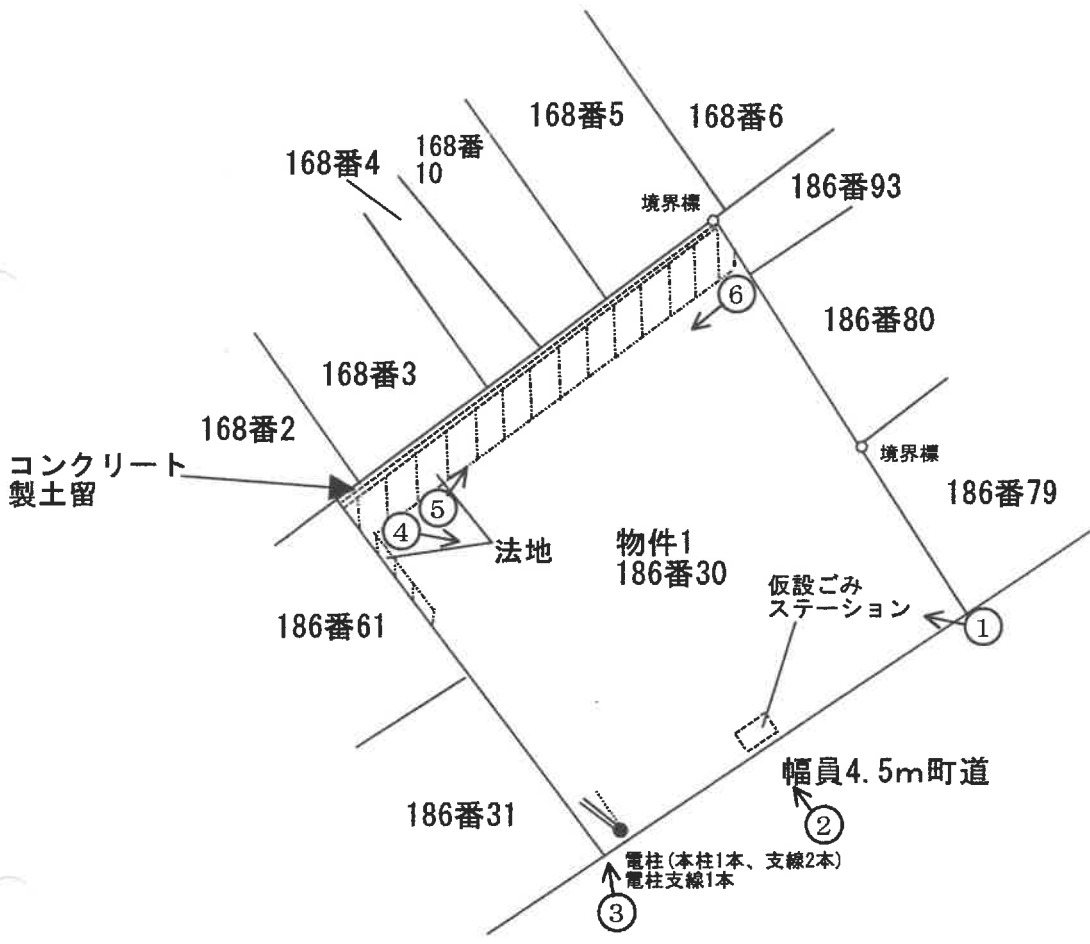 168番5
168番6
168番
10
168番4
186番93
境界標
⑥
186番80
168番3
168番2
コンクリート
製土留
境界標
186番79
⑤
④
法地
物件1
186番30
仮設ごみ
ステーション
186番61
①
幅員4.5m町道
186番31
②
電柱(本柱1本、支線2本)
電柱支線1本
③